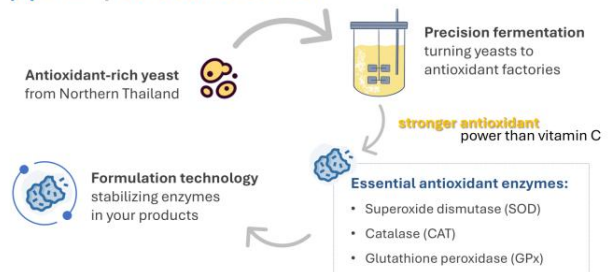 Antioxidant-rich yeast
from Northern Thailand
Precision fermentation
turning yeasts to
antioxidant factories
stronger antioxidant
power than vitamin C
Essential antioxidant enzymes:
• Superoxide dismutase (SOD)
• Catalase (CAT)
• Glutathione peroxidase (GPx)
Formulation technology
stabilizing enzymes
in your products